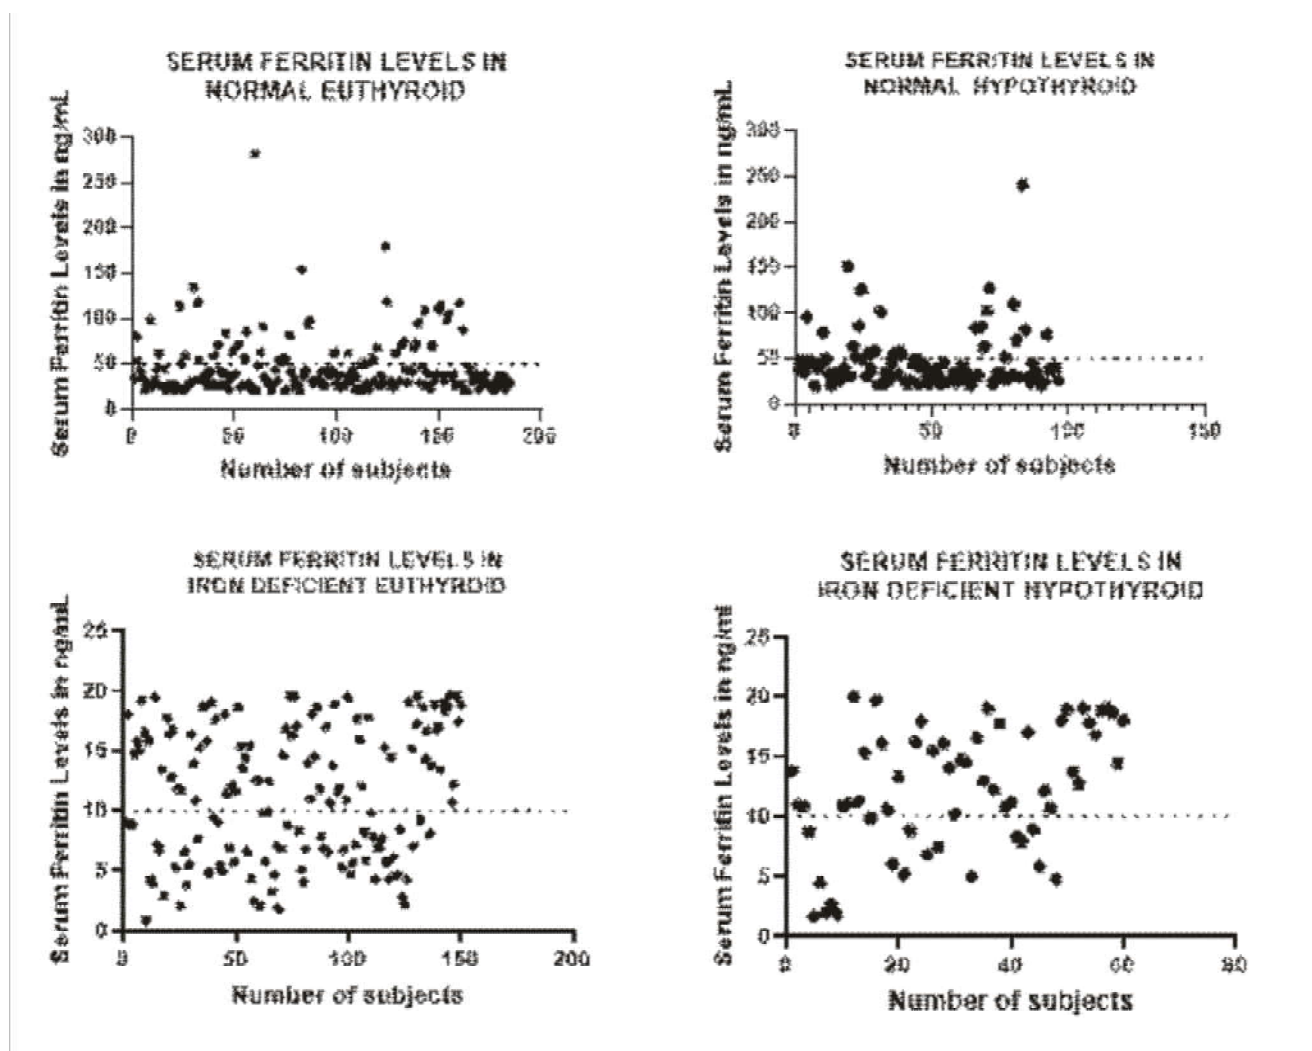 SERUM FERRITIN LEVELS IN
NORMAL EUTHYROID
Serum Ferritin Levels in ng/mL
300
250
200
150
100
50
0
0 50 100 150 200
Number of subjects
SERUM FERRITIN LEVELS IN
NORMAL HYPOTHYROID
Serum Ferritin Levels in ng/mL
300
250
200
150
100
50
0
0 50 100 150
Number of subjects
SERUM FERRITIN LEVELS IN
IRON DEFICIENT EUTHYROID
Serum Ferritin Levels in ng/mL
25
20
15
10
5
0
0 50 100 150 200
Number of subjects
SERUM FERRITIN LEVELS IN
IRON DEFICIENT HYPOTHYROID
Serum Ferritin Levels in ng/ml
25
20
15
10
5
0
0 20 40 60 80
Number of subjects